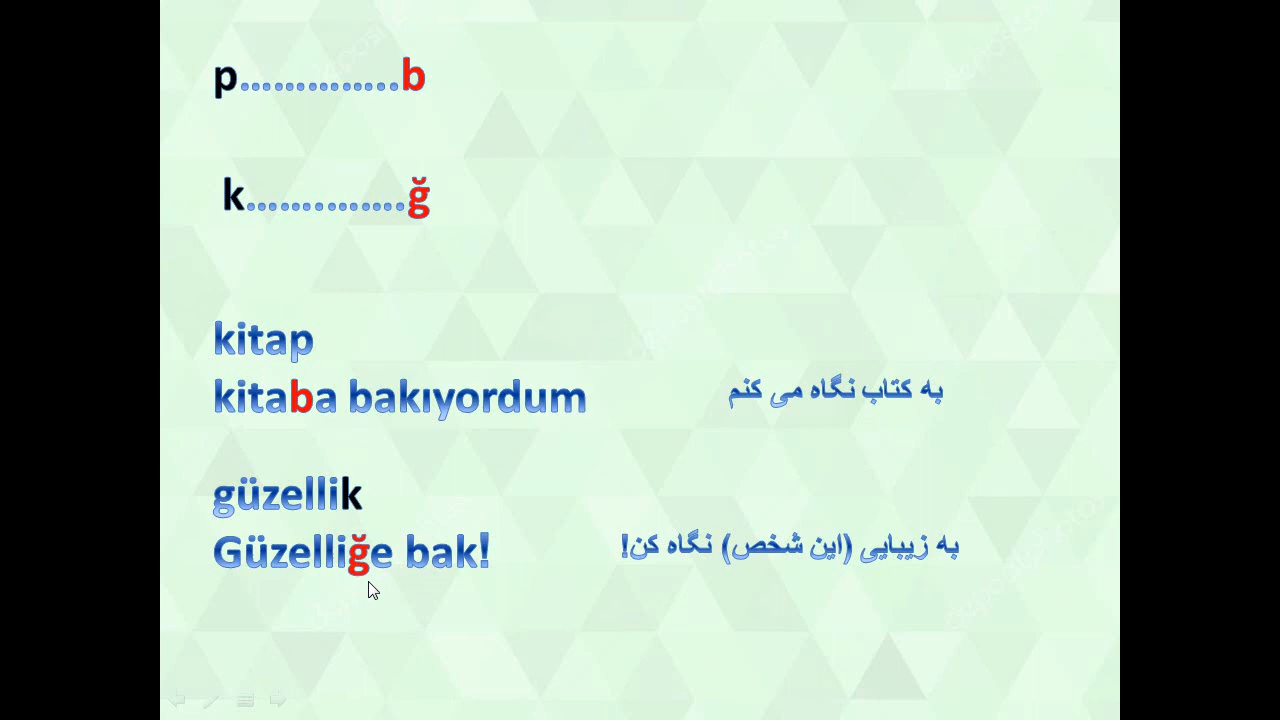 p..............b
k..............ğ
kitap
kitaba bakıyordum
به کتاب نگاه می کنم
güzellik
Güzelliğe bak!
به زیبایی (این شخص) نگاه کن!